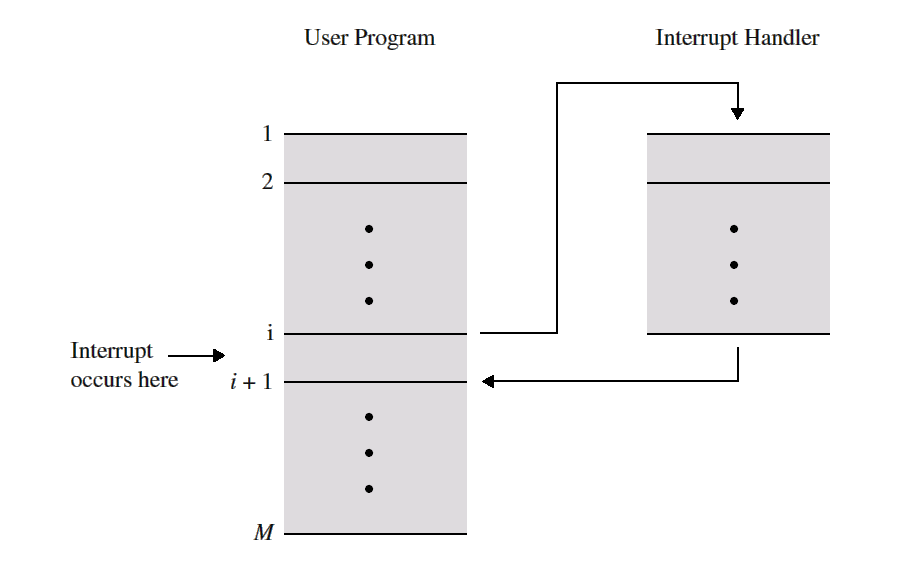 User Program
Interrupt Handler
1
2
i
Interrupt
occurs here
i + 1
M